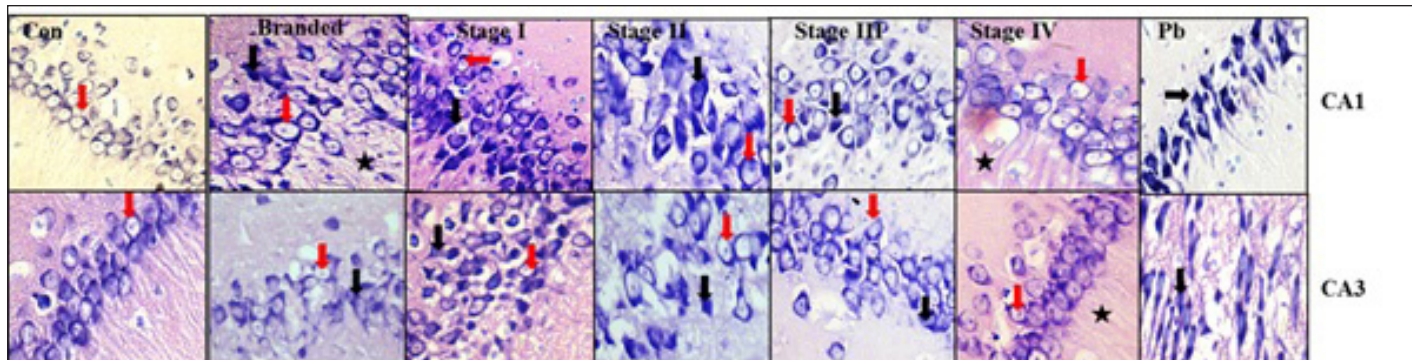 Con Branded Stage I Stage II Stage III Stage IV Pb
CA1
CA3